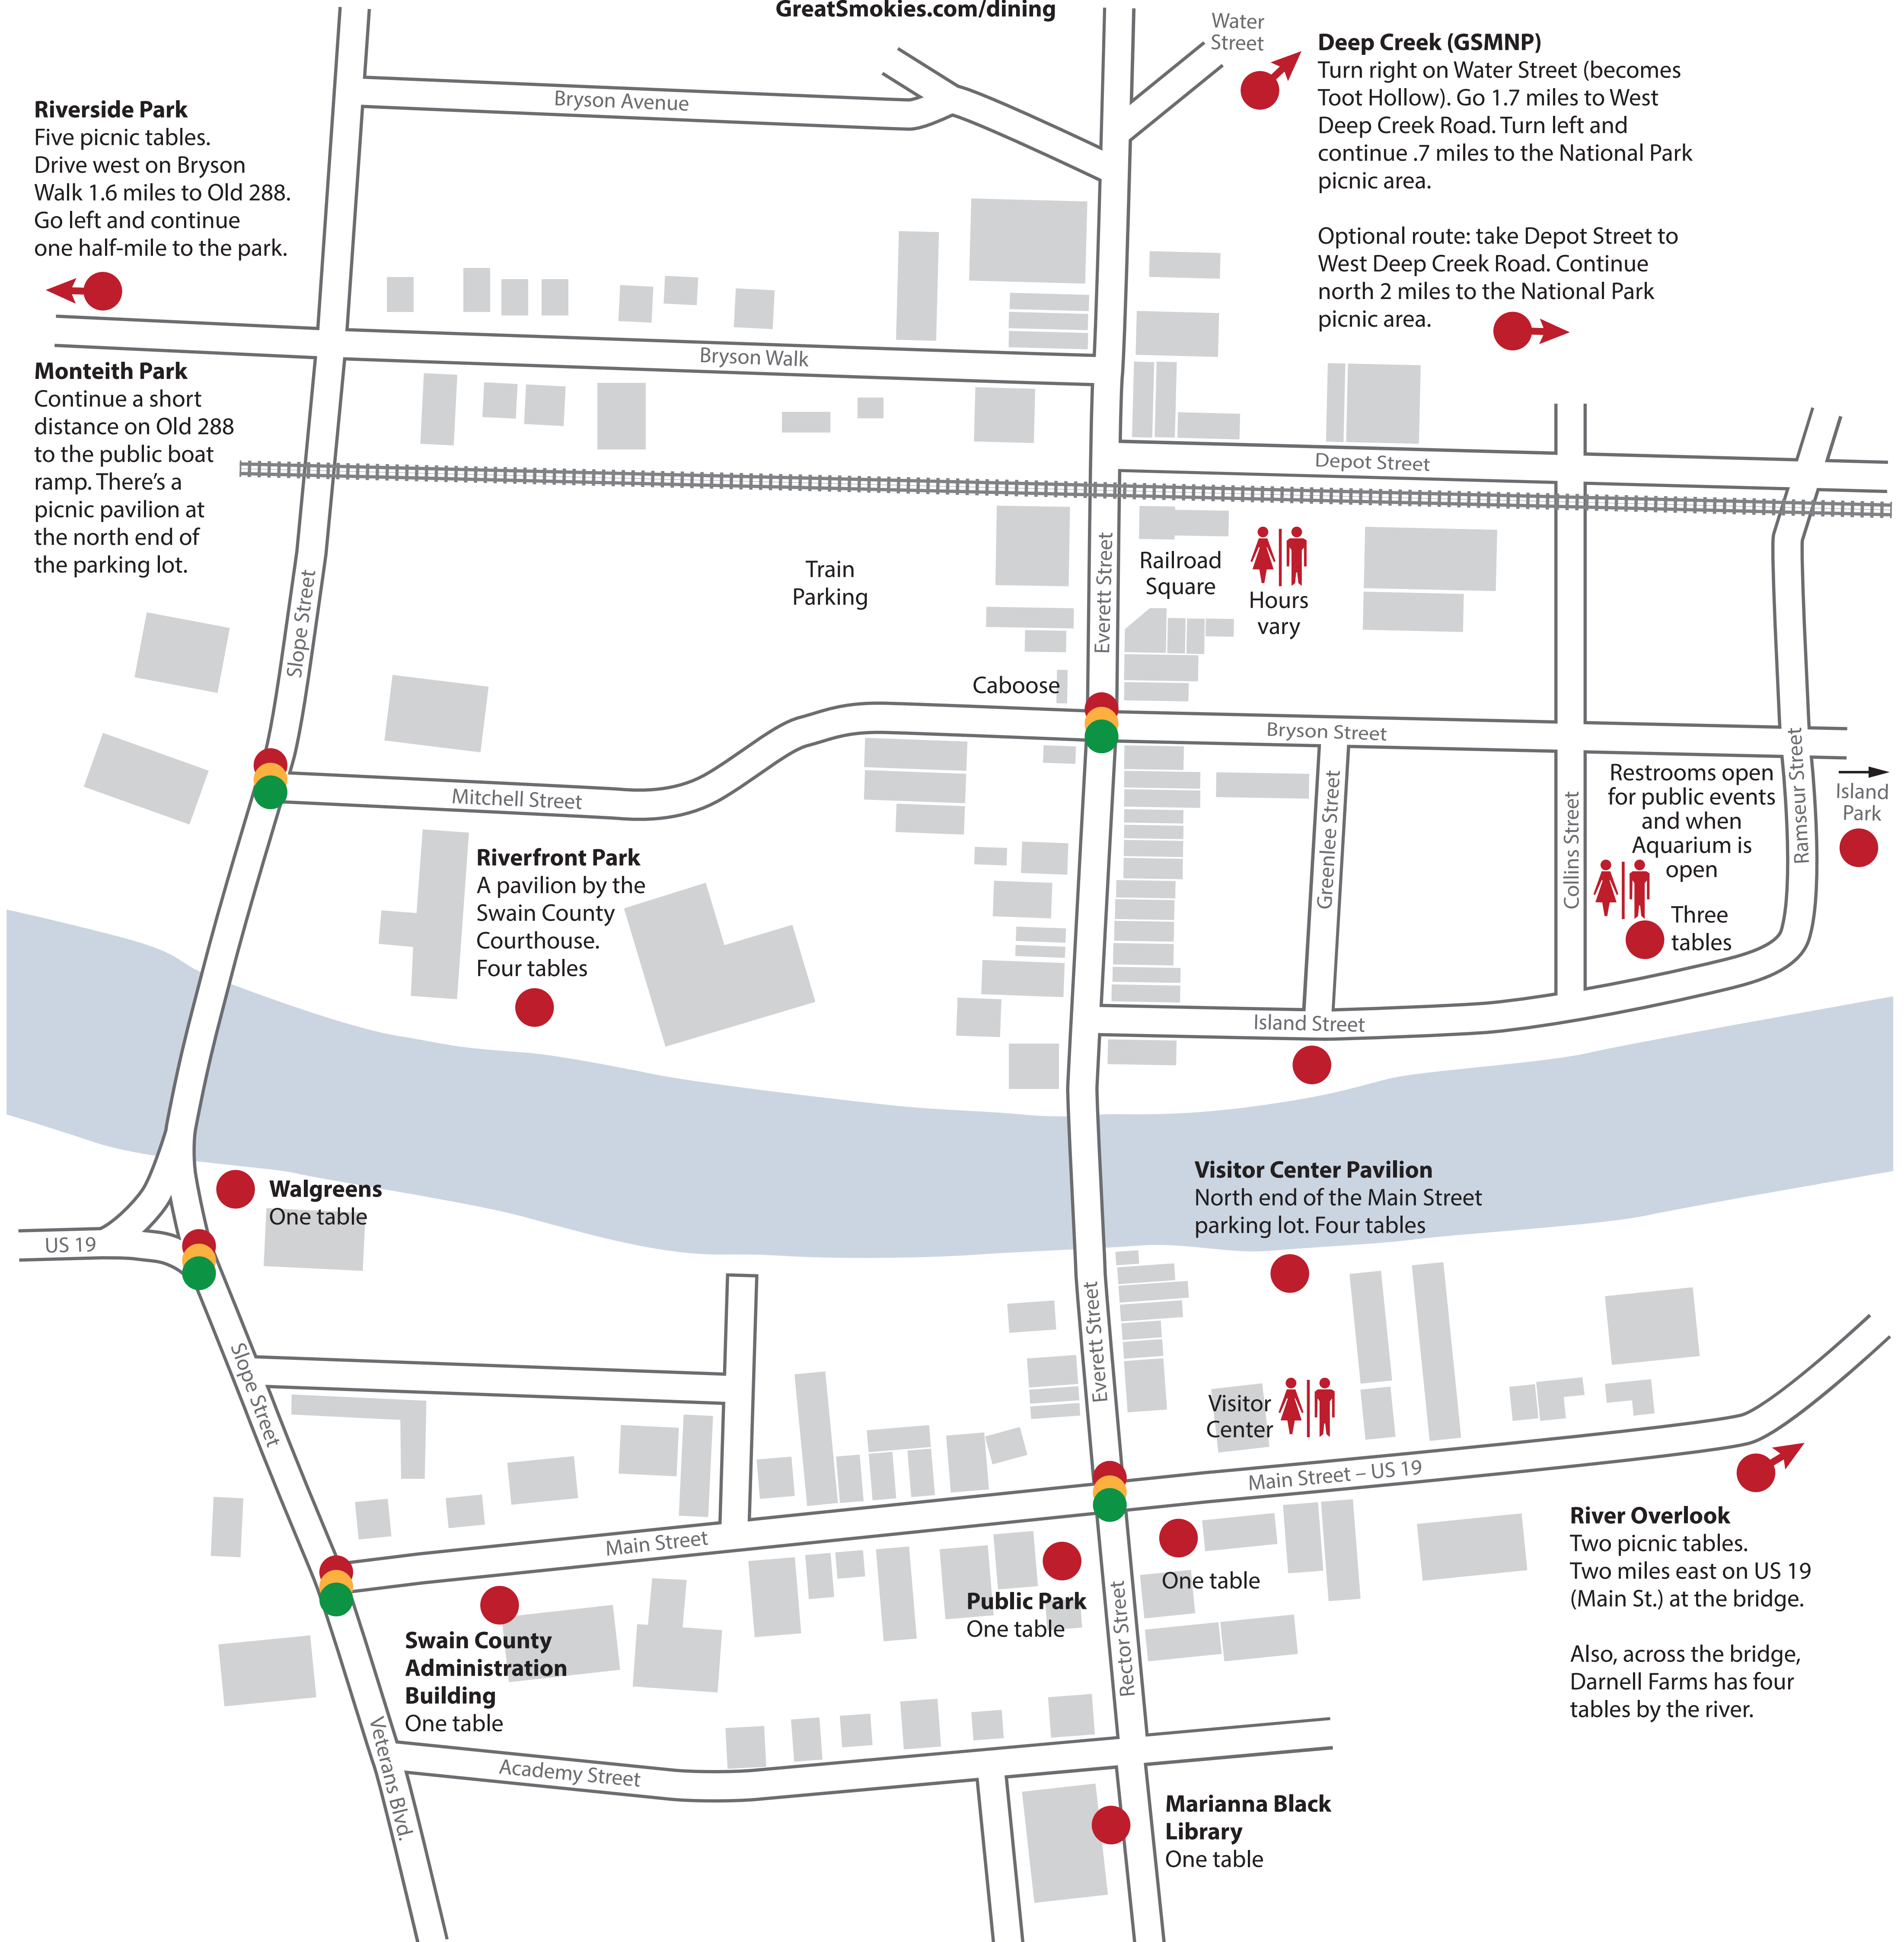 GreatSmokies.com/dining
Water
Street
Deep Creek (GSMNP)
Turn right on Water Street (becomes
Toot Hollow). Go 1.7 miles to West
Deep Creek Road. Turn left and
continue .7 miles to the National Park
picnic area.
Optional route: take Depot Street to
West Deep Creek Road. Continue
north 2 miles to the National Park
picnic area.
Bryson Avenue
Riverside Park
Five picnic tables.
Drive west on Bryson
Walk 1.6 miles to Old 288.
Go left and continue
one half-mile to the park.
Bryson Walk
Monteith Park
Continue a short
distance on Old 288
to the public boat
ramp. There’s a
picnic pavilion at
the north end of
the parking lot.
Depot Street
Slope Street
Train
Parking
Everett Street
Railroad
Square
Hours
vary
Caboose
Bryson Street
Mitchell Street
Greenlee Street
Collins Street
Restrooms open
for public events
and when
Aquarium is
open
Three
tables
Ramseur Street
Island
Park
Riverfront Park
A pavilion by the
Swain County
Courthouse.
Four tables
Island Street
Walgreens
One table
US 19
Visitor Center Pavilion
North end of the Main Street
parking lot. Four tables
Slope Street
Everett Street
Visitor
Center
Main Street – US 19
Main Street
River Overlook
Two picnic tables.
Two miles east on US 19
(Main St.) at the bridge.
Also, across the bridge,
Darnell Farms has four
tables by the river.
Public Park
One table
One table
Rector Street
Swain County
Administration
Building
One table
Veterans Blvd.
Academy Street
Marianna Black
Library
One table